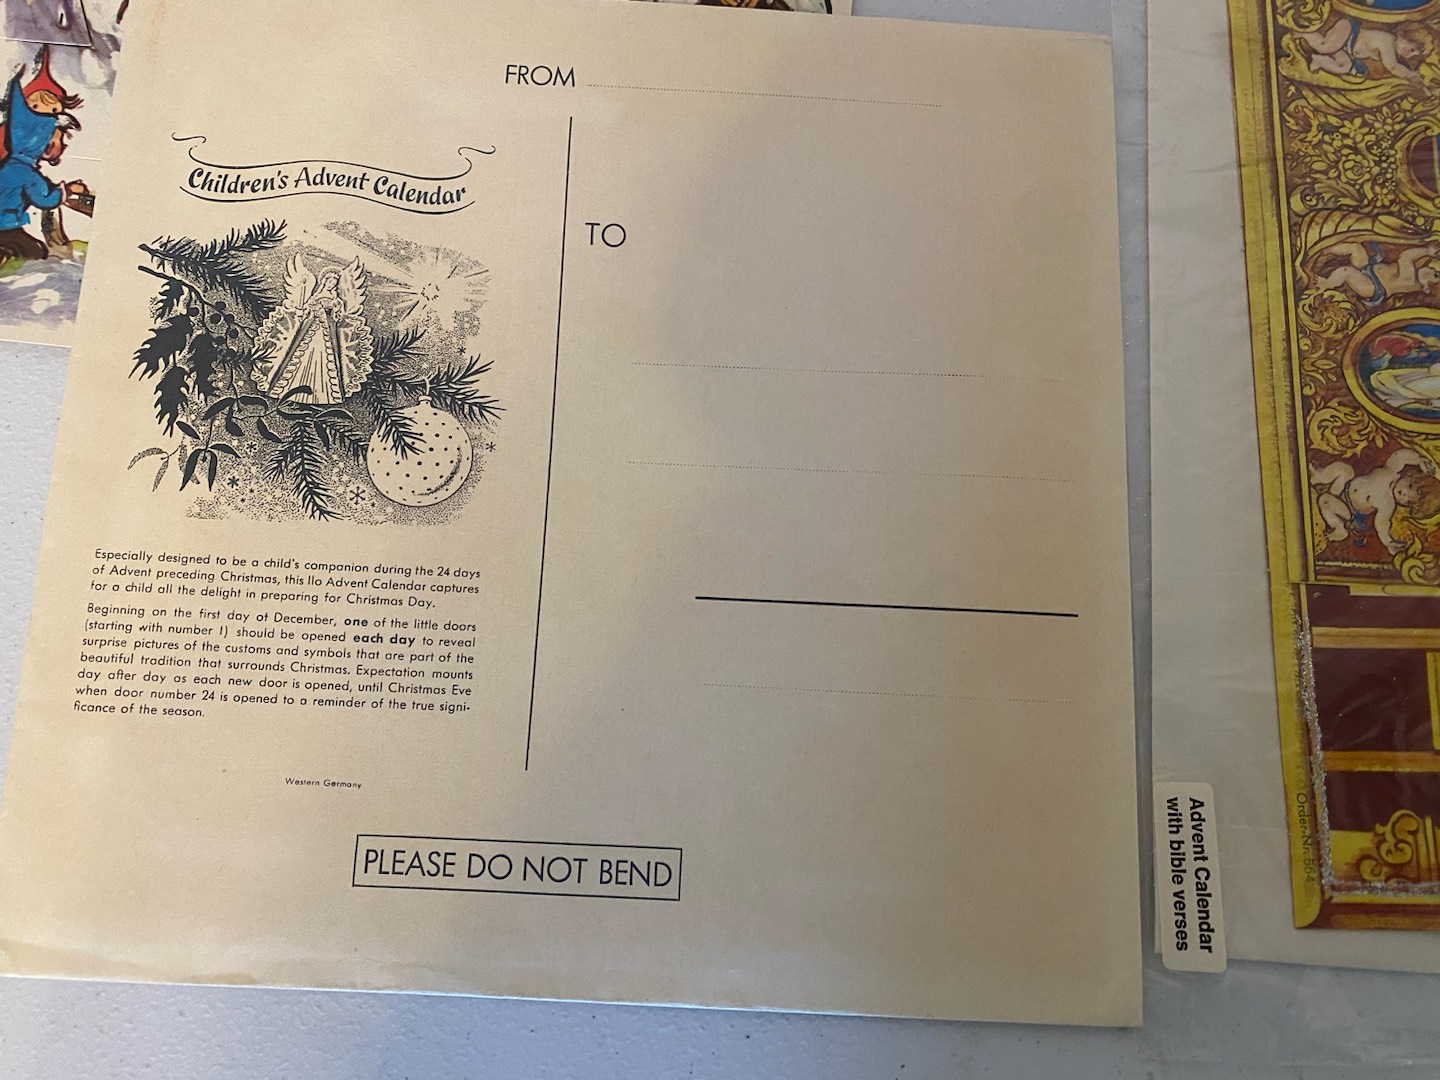 FROM
Children's Advent Calendar
TO
Especially designed to be a child's companion during the 24 days
of Advent preceding Christmas, this Ilo Advent Calendar captures
for a child all the delight in preparing for Christmas Day.
Beginning on the first day of December, one of the little doors
(starting with number 1) should be opened each day to reveal
surprise pictures of the customs and symbols that are part of the
beautiful tradition that surrounds Christmas. Expectation mounts
day after day as each new door is opened, until Christmas Eve
when door number 24 is opened to a reminder of the true signi-
ficance of the season.
Western Germany
PLEASE DO NOT BEND
Advent Calendar
with bible verses
Order-Nr. 554